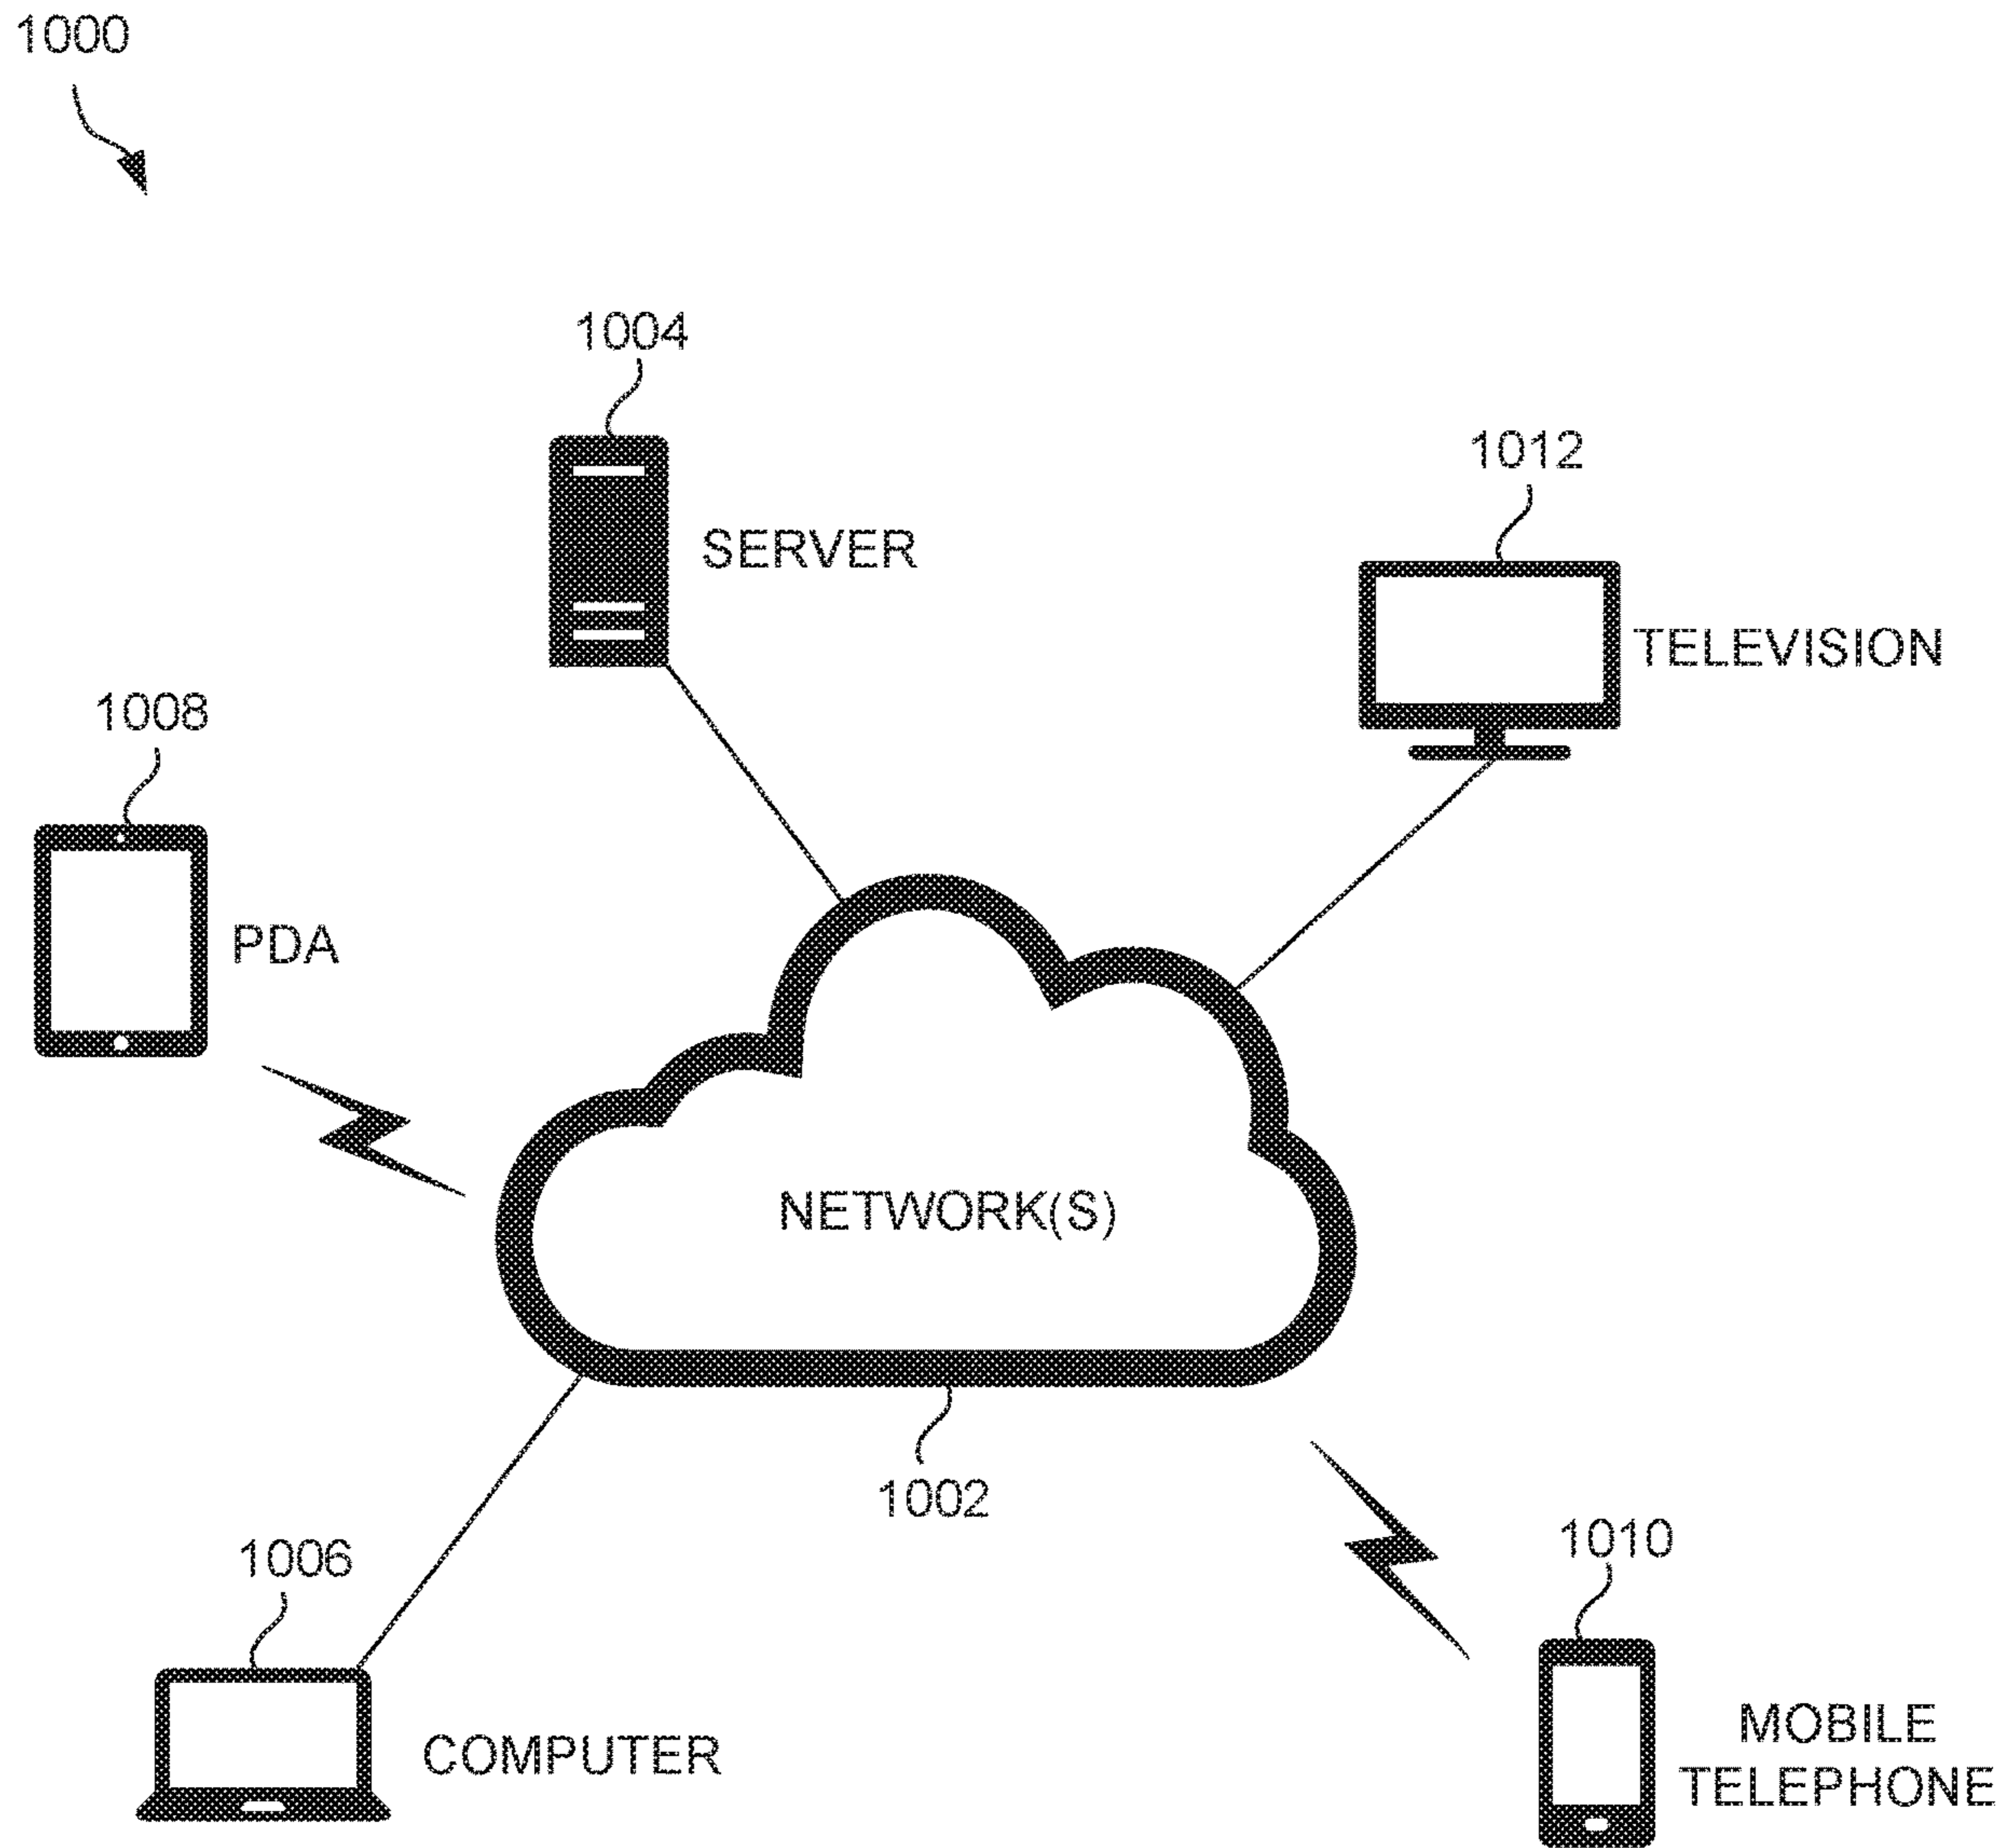 1000
1004
SERVER
1012
TELEVISION
1008
PDA
NETWORK(S)
1002
1006
COMPUTER
1010
MOBILE
TELEPHONE